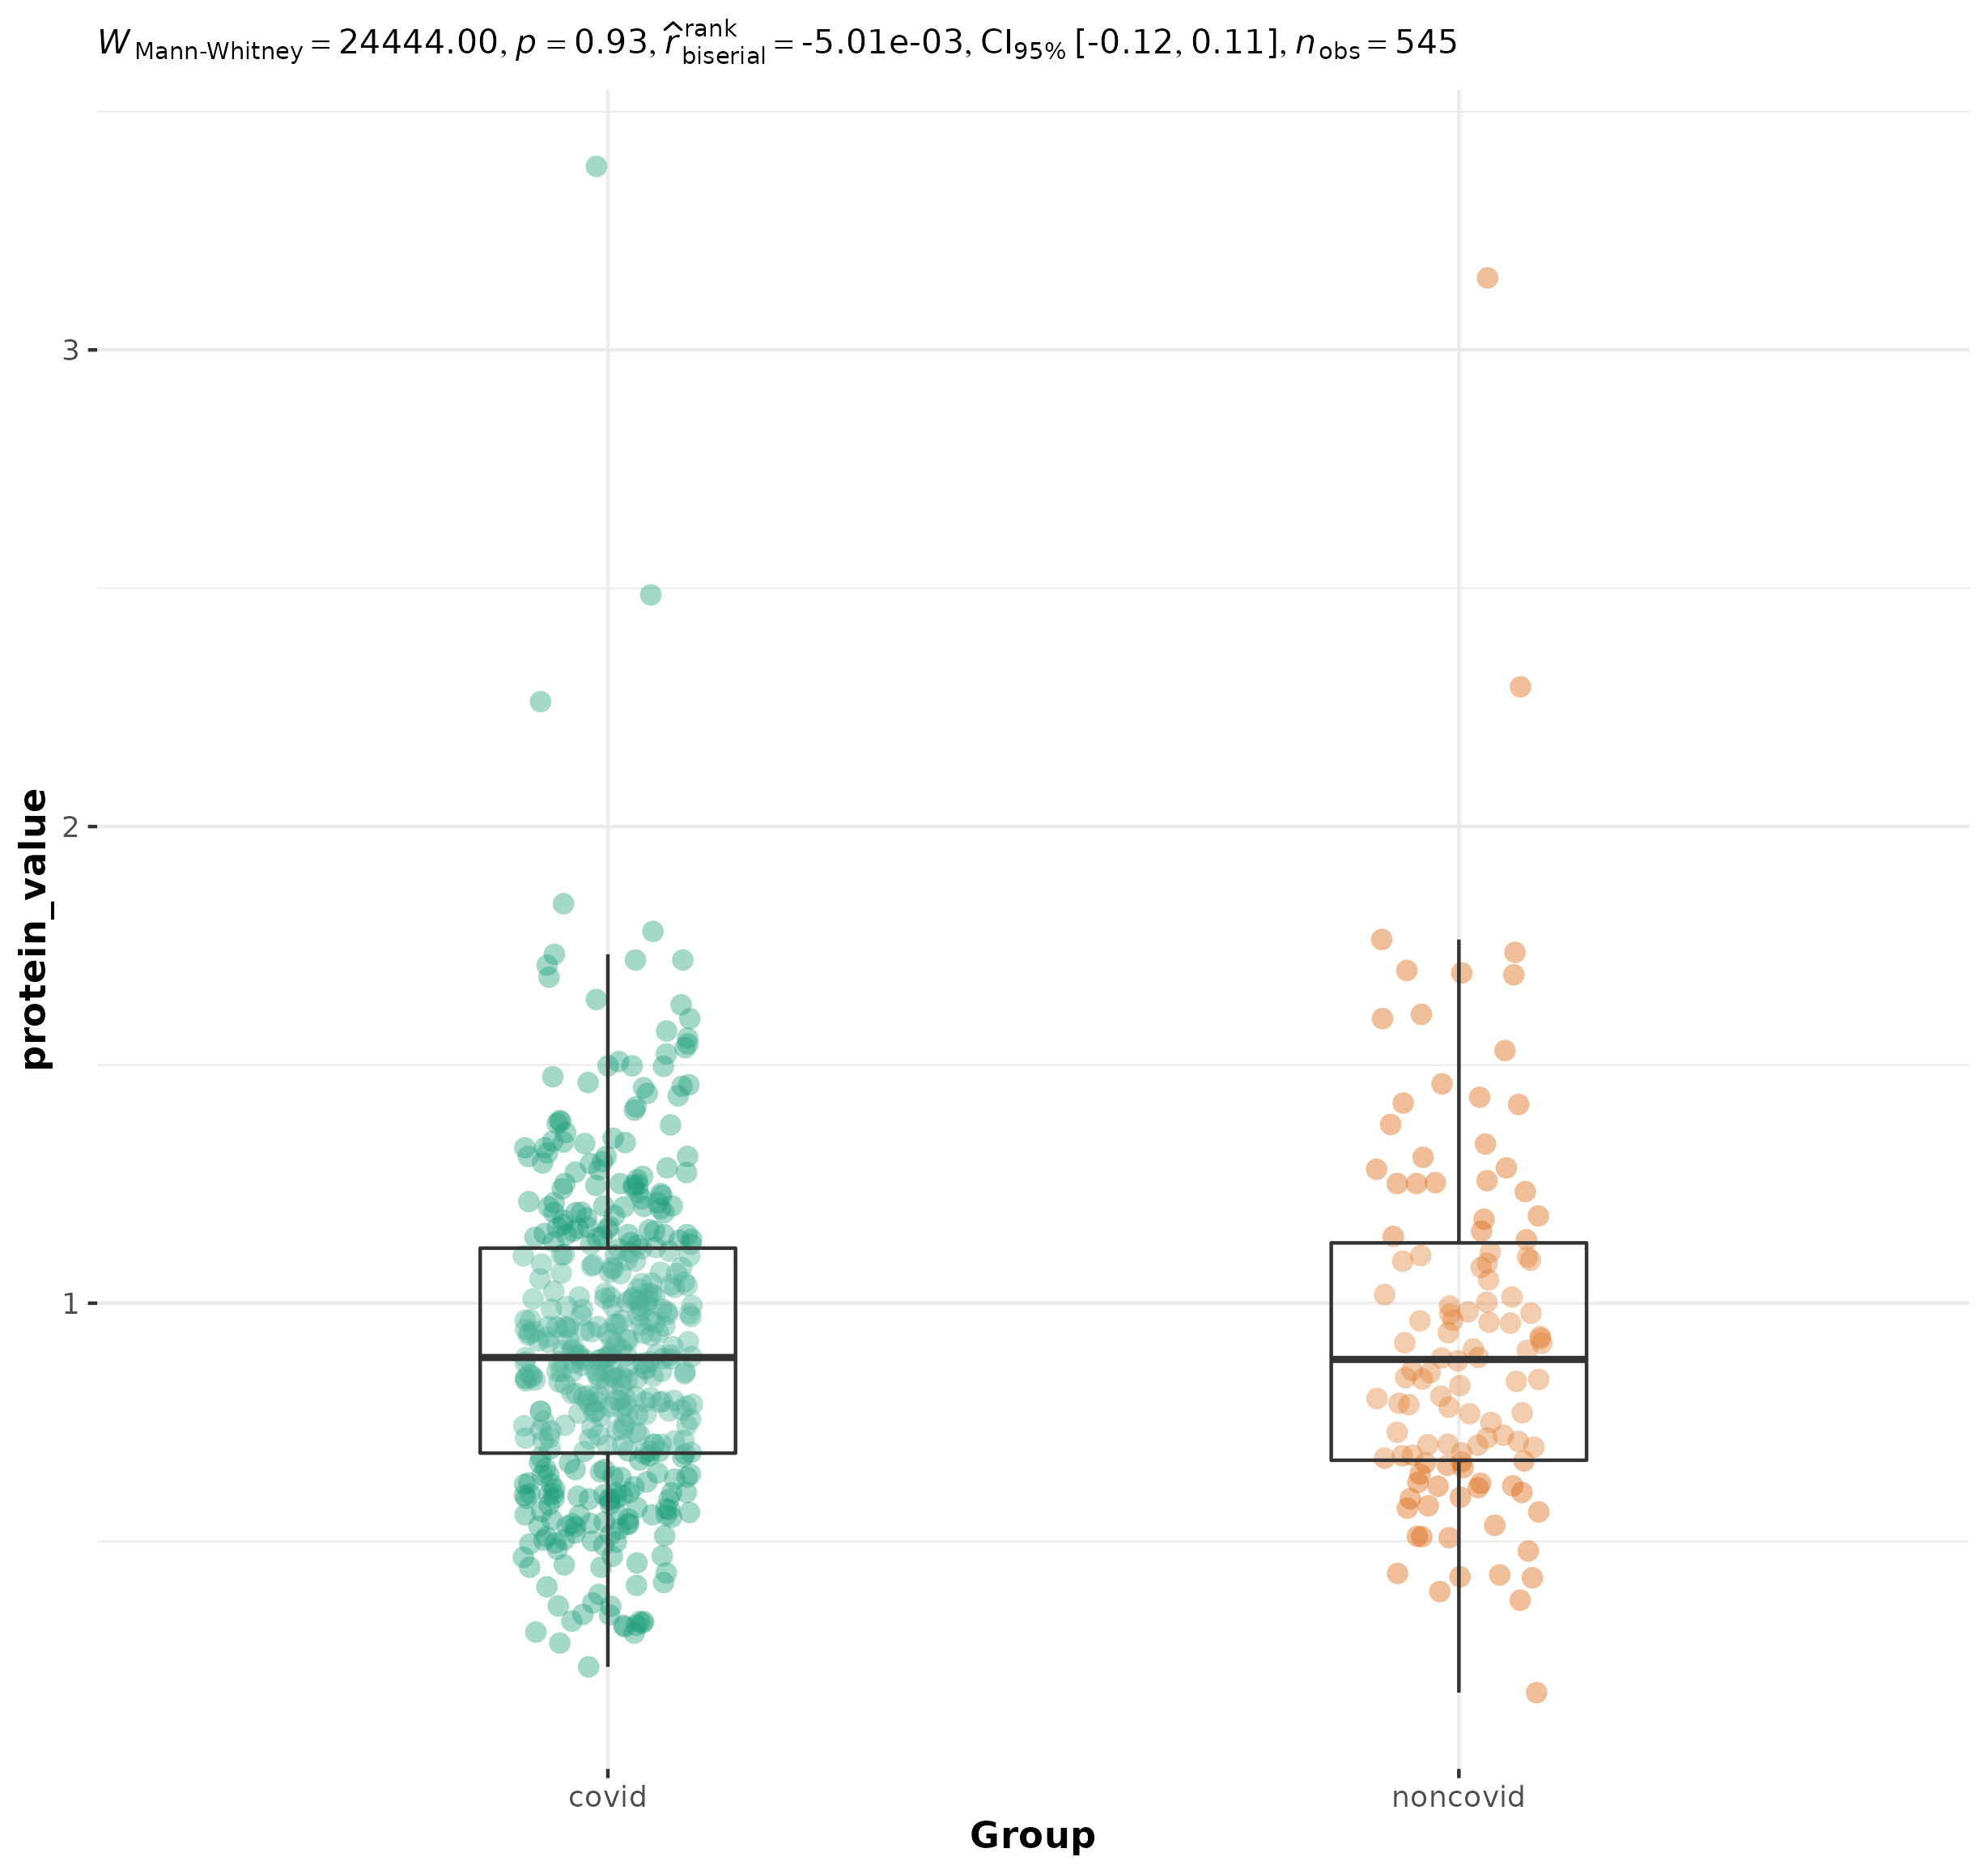 W Mann-Whitney = 24444.00, p = 0.93, r̂ rank biserial = -5.01e-03, CI95% [-0.12, 0.11], nobs = 545
3
2
1
protein_value
covid noncovid
Group